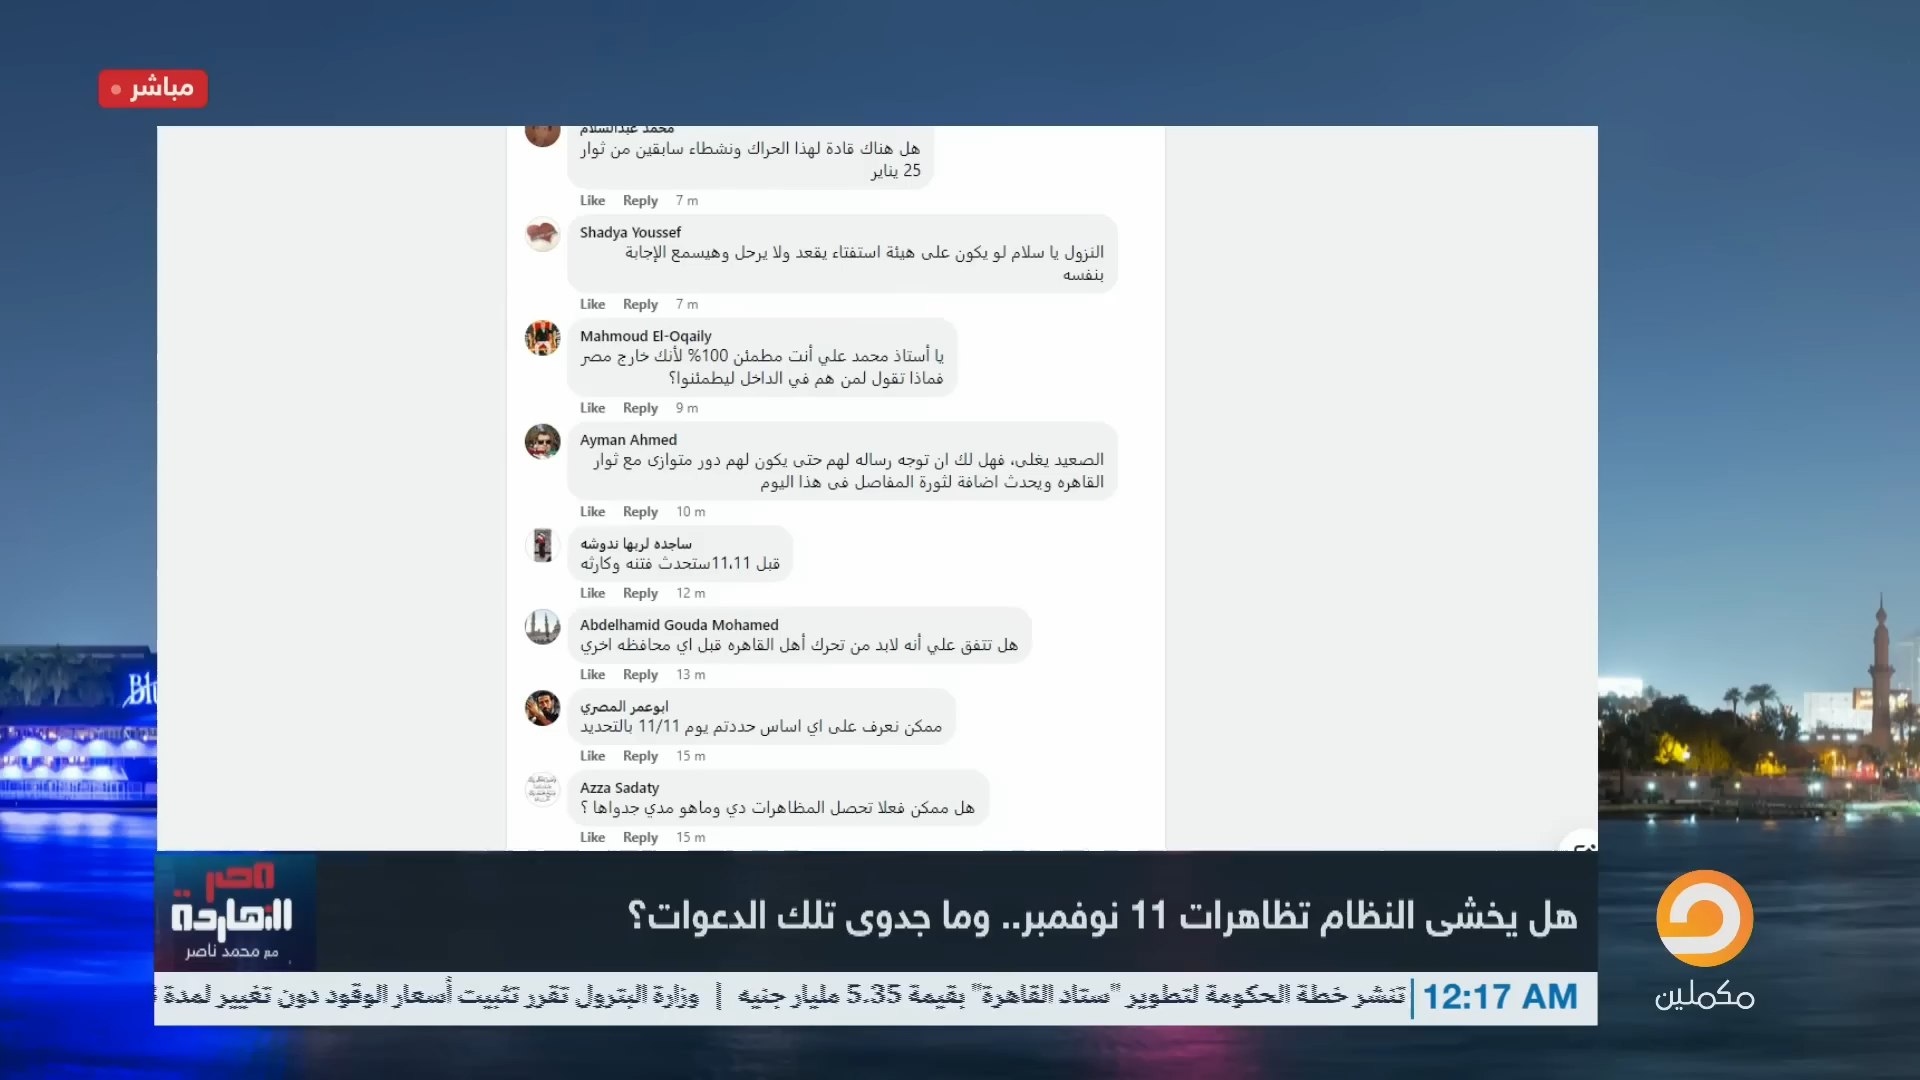 مباشر
محمد عبدالسلام
هل هناك قادة لهذا الحراك ونشطاء سابقين من ثوار
25 يناير
Like Reply 7 m
Shadya Youssef
النزول يا سلام لو يكون على هيئة استفتاء يقعد ولا يرحل وهيسمع الإجابة
بنفسه
Like Reply 7 m
Mahmoud El-Oqaily
يا أستاذ محمد علي أنت مطمئن 100% لأنك خارج مصر
فماذا تقول لمن هم في الداخل ليطمئنوا؟
Like Reply 9 m
Ayman Ahmed
الصعيد يغلى، فهل لك ان توجه رساله لهم حتى يكون لهم دور متوازى مع ثوار
القاهره ويحدث اضافة لثورة المفاصل فى هذا اليوم
Like Reply 10 m
ساجده لربها ندوشه
قبل 11،11ستحدث فتنه وكارثه
Like Reply 12 m
Abdelhamid Gouda Mohamed
هل تتفق علي أنه لابد من تحرك أهل القاهره قبل اي محافظه اخري
Like Reply 13 m
ابوعمر المصري
ممكن نعرف على اي اساس حددتم يوم 11/11 بالتحديد
Like Reply 15 m
Azza Sadaty
هل ممكن فعلا تحصل المظاهرات دي وماهو مدي جدواها ؟
Like Reply 15 m
مصر
النهاردة
مع محمد ناصر
هل يخشى النظام تظاهرات 11 نوفمبر.. وما جدوى تلك الدعوات؟
12:17 AM
تنشر خطة الحكومة لتطوير "ستاد القاهرة" بقيمة 5.35 مليار جنيه | وزارة البترول تقرر تثبيت أسعار الوقود دون تغيير لمدة
مكملين